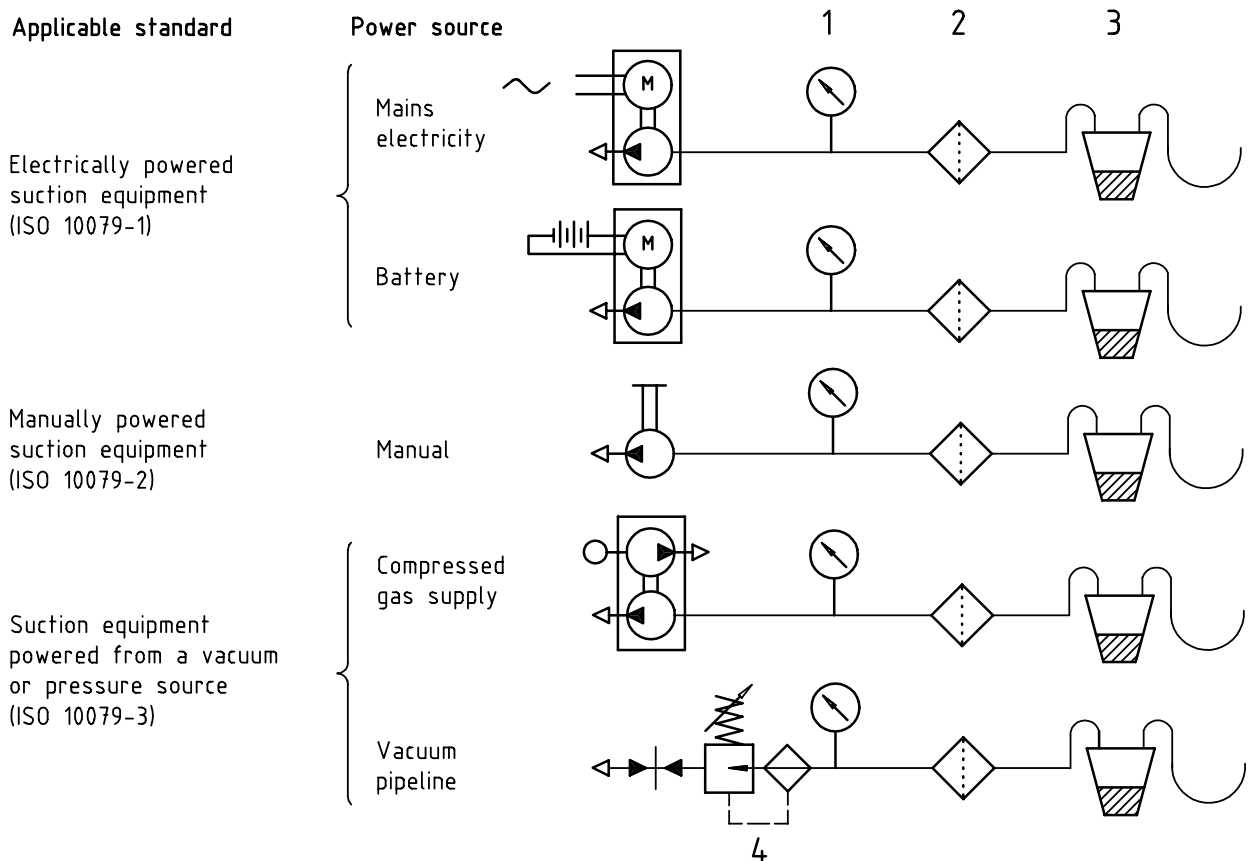 Applicable standard
Power source
1
2
3
Electrically powered
suction equipment
(ISO 10079-1)
Mains
electricity
M
Battery
M
Manually powered
suction equipment
(ISO 10079-2)
Manual
Suction equipment
powered from a vacuum
or pressure source
(ISO 10079-3)
Compressed
gas supply
Vacuum
pipeline
4